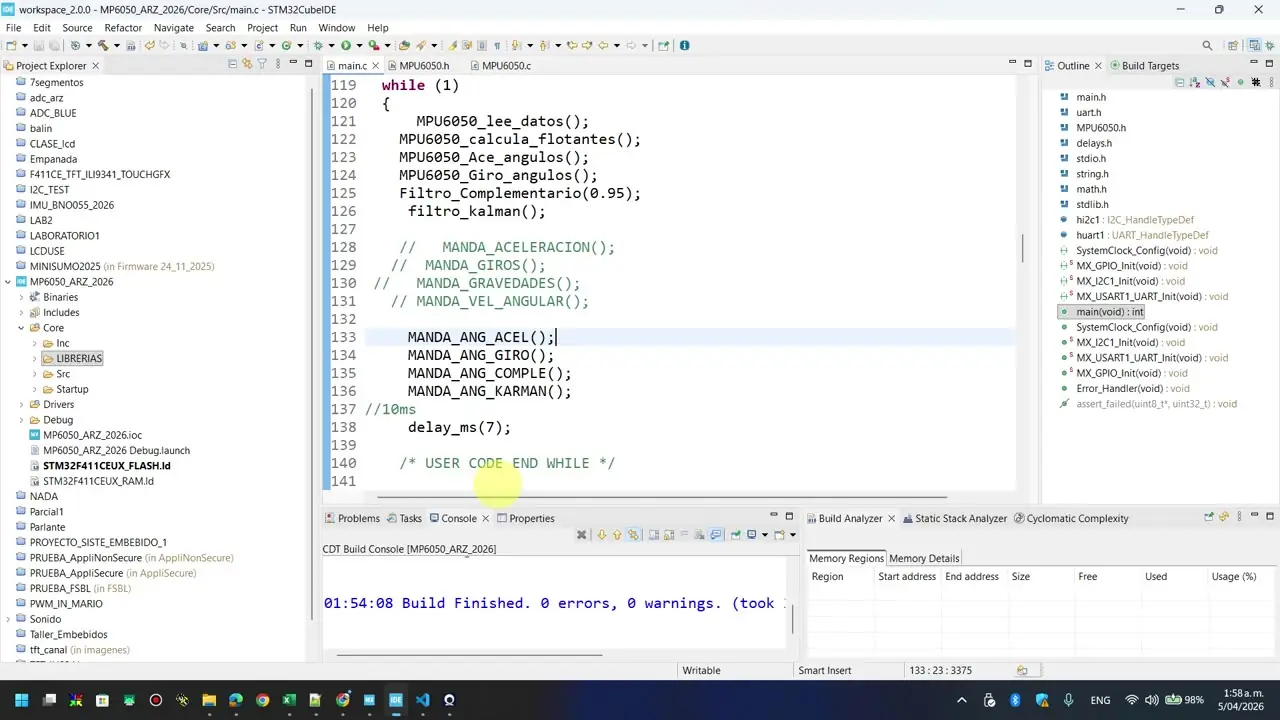 workspace_2.0.0 - MP6050_ARZ_2026/Core/Src/main.c - STM32CubeIDE
File Edit Source Refactor Navigate Search Project Run Window Help
Project Explorer
7segmentos
adc_arz
ADC_BLUE
balin
CLASE_lcd
Empanada
F411CE_TFT_ILI9341_TOUCHGFX
I2C_TEST
IMU_BNO055_2026
LAB2
LABORATORIO1
LCDUSE
MINISUMO2025 (in Firmware 24_11_2025)
MP6050_ARZ_2026
Binaries
Includes
Core
Inc
LIBRERIAS
Src
Startup
Drivers
Debug
MP6050_ARZ_2026.ioc
MP6050_ARZ_2026 Debug.launch
STM32F411CEUX_FLASH.ld
STM32F411CEUX_RAM.ld
NADA
Parcial1
Parlante
PROYECTO_SISTE_EMBEBIDO_1
PRUEBA_AppliNonSecure (in AppliNonSecure)
PRUEBA_AppliSecure (in AppliSecure)
PRUEBA_FSBL (in FSBL)
PWM_IN_MARIO
Sonido
Taller_Embebidos
tft_canal (in imagenes)
main.c MPU6050.h MPU6050.c
119 while (1)
120 {
121 MPU6050_lee_datos();
122 MPU6050_calcula_flotantes();
123 MPU6050_Ace_angulos();
124 MPU6050_Giro_angulos();
125 Filtro_Complementario(0.95);
126 filtro_kalman();
127
128 // MANDA_ACELERACION();
129 // MANDA_GIROS();
130 // MANDA_GRAVEDADES();
131 // MANDA_VEL_ANGULAR();
132
133 MANDA_ANG_ACEL();
134 MANDA_ANG_GIRO();
135 MANDA_ANG_COMPLE();
136 MANDA_ANG_KARMAN();
137 //10ms
138 delay_ms(7);
139
140 /* USER CODE END WHILE */
141
Outline Build Targets
main.h
uart.h
MPU6050.h
delays.h
stdio.h
string.h
math.h
stdlib.h
hi2c1 : I2C_HandleTypeDef
huart1 : UART_HandleTypeDef
SystemClock_Config(void) : void
MX_GPIO_Init(void) : void
MX_I2C1_Init(void) : void
MX_USART1_UART_Init(void) : void
main(void) : int
SystemClock_Config(void) : void
MX_I2C1_Init(void) : void
MX_USART1_UART_Init(void) : void
MX_GPIO_Init(void) : void
Error_Handler(void) : void
assert_failed(uint8_t*, uint32_t) : void
Problems Tasks Console Properties
CDT Build Console [MP6050_ARZ_2026]
01:54:08 Build Finished. 0 errors, 0 warnings. (took
Build Analyzer Static Stack Analyzer Cyclomatic Complexity
Memory Regions Memory Details
Region Start address End address Size Free Used Usage (%)
Writable Smart Insert 133 : 23 : 3375
ENG 98% 1:58 a. m.
5/04/2026